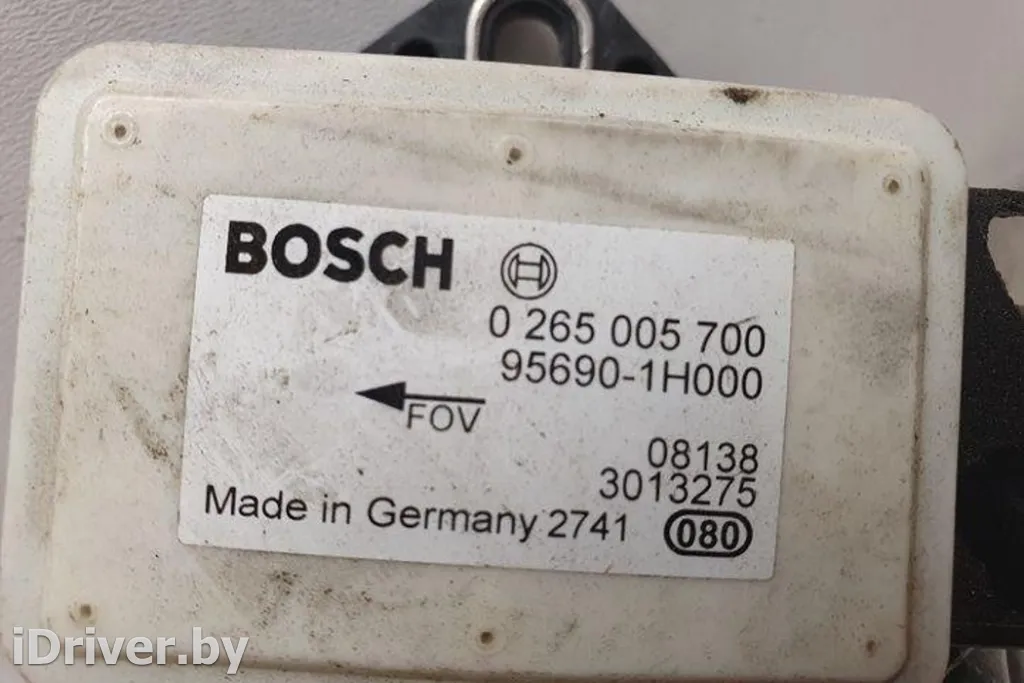 BOSCH
0 265 005 700
95690-1H000
FOV
08138
3013275
Made in Germany 2741 080
iDriver.by